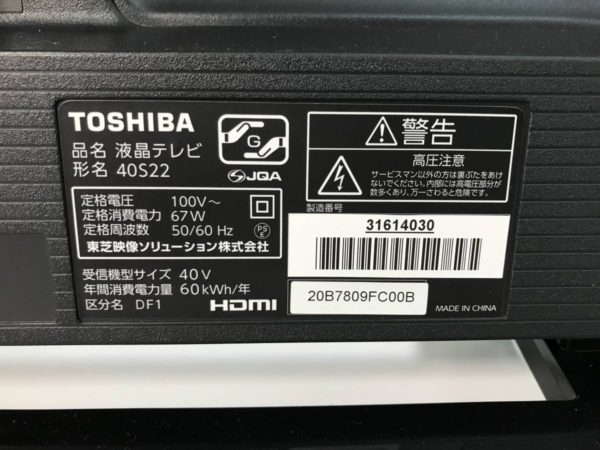 TOSHIBA
品名 液晶テレビ
形名 40S22
G
JQA
定格電圧 100V～
定格消費電力 67W
定格周波数 50/60 Hz
PS
E
東芝映像ソリューション株式会社
受信機型サイズ 40V
年間消費電力量 60kWh/年
区分名 DF1
HDMI
警告
高圧注意
サービスマン以外の方は裏ぶたをあけ
ないでください。内部には高電圧部分が
数多くあり、万一さわると危険です。
製造番号
31614030
20B7809FC00B
MADE IN CHINA